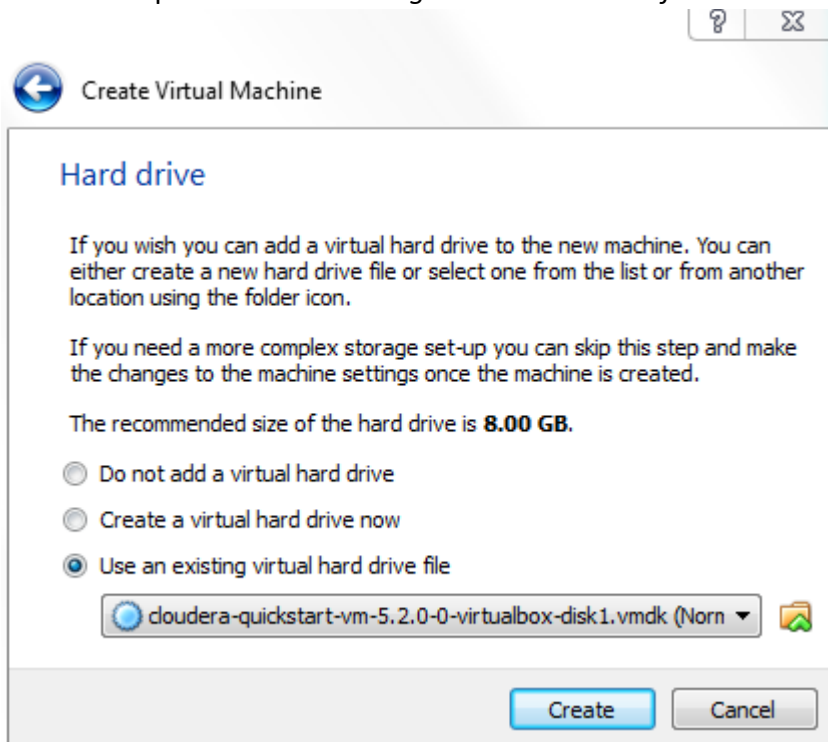 Create Virtual Machine
Hard drive
If you wish you can add a virtual hard drive to the new machine. You can
either create a new hard drive file or select one from the list or from another
location using the folder icon.
If you need a more complex storage set-up you can skip this step and make
the changes to the machine settings once the machine is created.
The recommended size of the hard drive is 8.00 GB.
Do not add a virtual hard drive
Create a virtual hard drive now
Use an existing virtual hard drive file
cloudera-quickstart-vm-5.2.0-0-virtualbox-disk1.vmdk (Norn
Create
Cancel